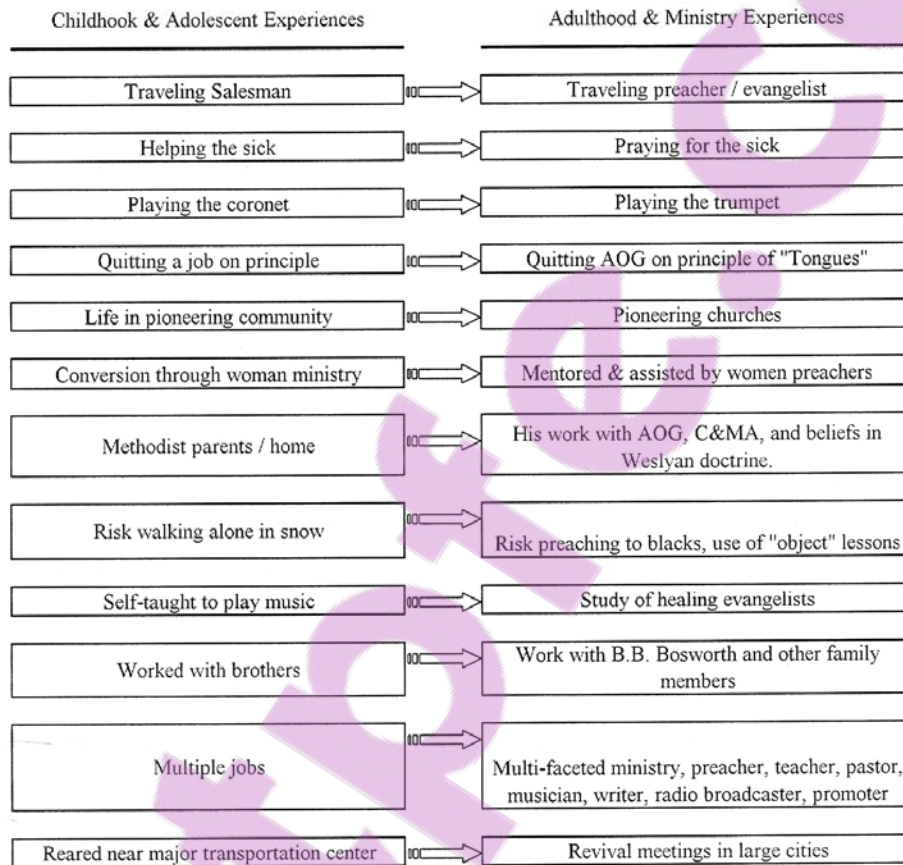 Childhook & Adolescent Experiences
Adulthood & Ministry Experiences
Traveling Salesman
Traveling preacher / evangelist
Helping the sick
Praying for the sick
Playing the coronet
Playing the trumpet
Quitting a job on principle
Quitting AOG on principle of "Tongues"
Life in pioneering community
Pioneering churches
Conversion through woman ministry
Mentored & assisted by women preachers
Methodist parents / home
His work with AOG, C&MA, and beliefs in
Weslyan doctrine.
Risk walking alone in snow
Risk preaching to blacks, use of "object" lessons
Self-taught to play music
Study of healing evangelists
Worked with brothers
Work with B.B. Bosworth and other family
members
Multiple jobs
Multi-faceted ministry, preacher, teacher, pastor,
musician, writer, radio broadcaster, promoter
Reared near major transportation center
Revival meetings in large cities
tpfe.c